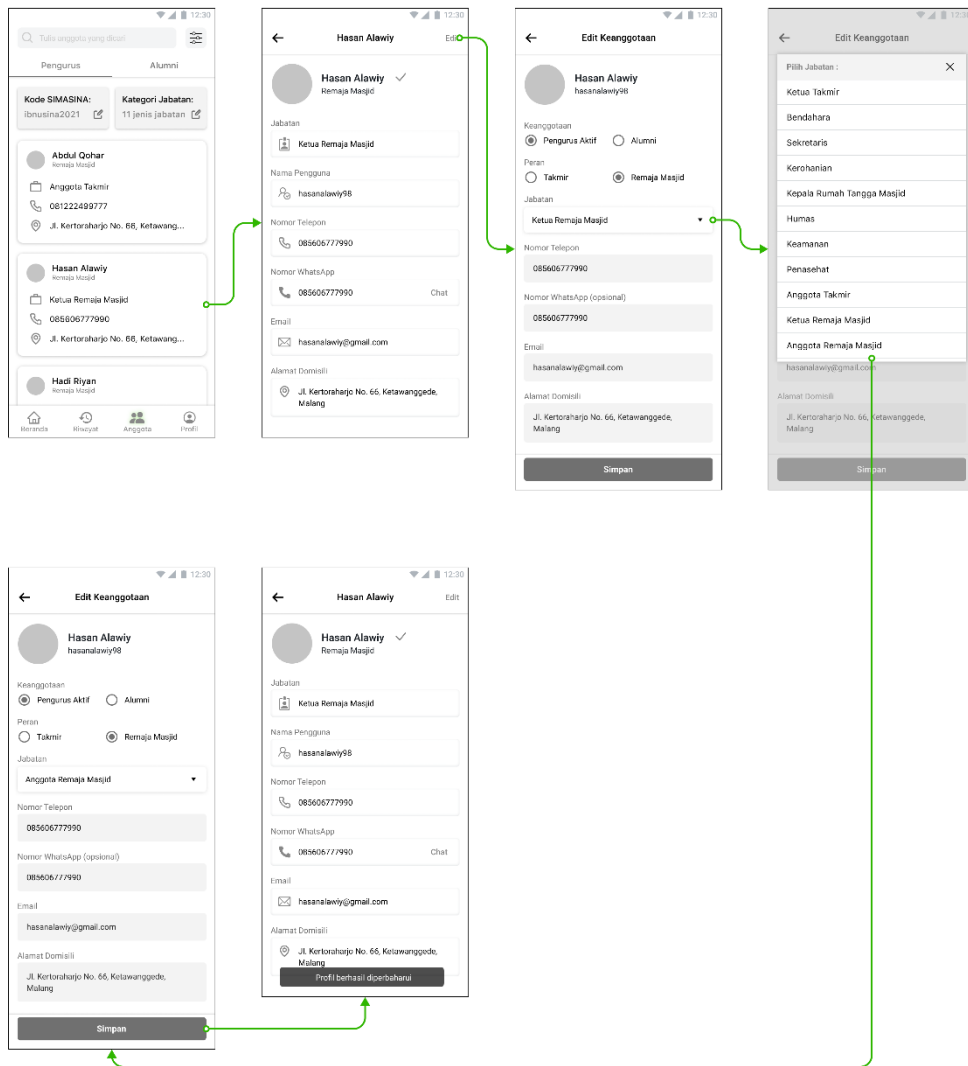 12:30
Tulis anggota yang dicari
Pengurus
Alumni
Kode SIMASINA:
ibnusina2021
Kategori Jabatan:
11 jenis jabatan
Abdul Qohar
Remaja Masjid
Anggota Takmir
081222499777
Jl. Kertoraharjo No. 66, Ketawang...
Hasan Alawiy
Remaja Masjid
Ketua Remaja Masjid
085606777990
Jl. Kertoraharjo No. 66, Ketawang...
Hadi Riyan
Remaja Masjid
Beranda
Riwayat
Anggota
Profil
12:30
Hasan Alawiy
Edit
Hasan Alawiy
Remaja Masjid
Jabatan
Ketua Remaja Masjid
Nama Pengguna
hasanalawiy98
Nomor Telepon
085606777990
Nomor WhatsApp
085606777990
Chat
Email
hasanalawiy@gmail.com
Alamat Domisili
Jl. Kertoraharjo No. 66, Ketawanggede,
Malang
12:30
Edit Keanggotaan
Hasan Alawiy
hasanalawiy98
Keanggotaan
Pengurus Aktif
Alumni
Peran
Takmir
Remaja Masjid
Jabatan
Ketua Remaja Masjid
Nomor Telepon
085606777990
Nomor WhatsApp (opsional)
085606777990
Email
hasanalawiy@gmail.com
Alamat Domisili
Jl. Kertoraharjo No. 66, Ketawanggede,
Malang
Simpan
12:30
Edit Keanggotaan
Pilih Jabatan :
Ketua Takmir
Bendahara
Sekretaris
Kerohanian
Kepala Rumah Tangga Masjid
Humas
Keamanan
Penasehat
Anggota Takmir
Ketua Remaja Masjid
Anggota Remaja Masjid
hasanalawiy@gmail.com
Alamat Domisili
Jl. Kertoraharjo No. 66, Ketawanggede,
Malang
Simpan
12:30
Edit Keanggotaan
Hasan Alawiy
hasanalawiy98
Keanggotaan
Pengurus Aktif
Alumni
Peran
Takmir
Remaja Masjid
Jabatan
Anggota Remaja Masjid
Nomor Telepon
085606777990
Nomor WhatsApp (opsional)
085606777990
Email
hasanalawiy@gmail.com
Alamat Domisili
Jl. Kertoraharjo No. 66, Ketawanggede,
Malang
Simpan
12:30
Hasan Alawiy
Edit
Hasan Alawiy
Remaja Masjid
Jabatan
Ketua Remaja Masjid
Nama Pengguna
hasanalawiy98
Nomor Telepon
085606777990
Nomor WhatsApp
085606777990
Chat
Email
hasanalawiy@gmail.com
Alamat Domisili
Jl. Kertoraharjo No. 66, Ketawanggede,
Malang
Profil berhasil diperbaharui